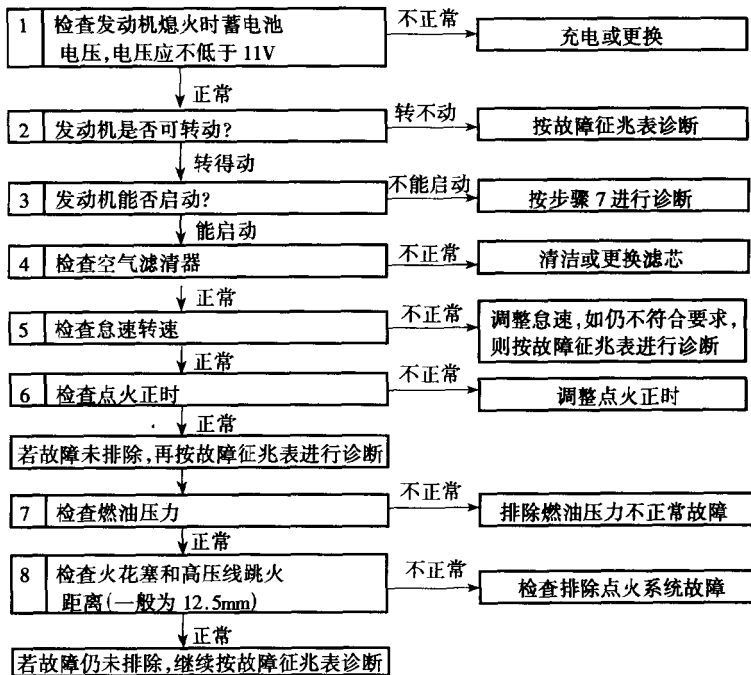 1 检查发动机熄火时蓄电池
电压,电压应不低于11V
不正常
充电或更换
正常
2 发动机是否可转动?
转不动
按故障征兆表诊断
转得动
3 发动机能否启动?
不能启动
按步骤7进行诊断
能启动
4 检查空气滤清器
不正常
清洁或更换滤芯
正常
5 检查怠速转速
不正常
调整怠速,如仍不符合要求,
则按故障征兆表进行诊断
正常
6 检查点火正时
不正常
调整点火正时
正常
若故障未排除,再按故障征兆表进行诊断
7 检查燃油压力
不正常
排除燃油压力不正常故障
正常
8 检查火花塞和高压线跳火
距离(一般为12.5mm)
不正常
检查排除点火系统故障
正常
若故障仍未排除,继续按故障征兆表诊断